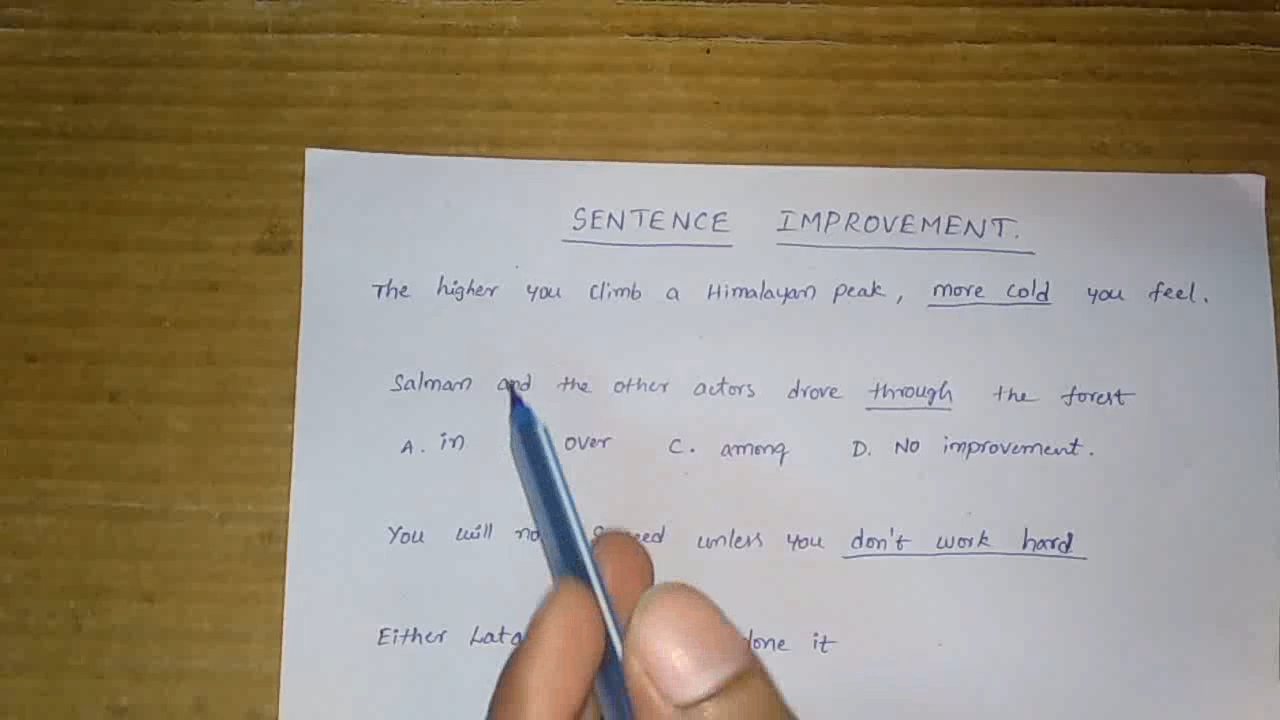 SENTENCE IMPROVEMENT.
The higher you climb a Himalayan peak, more cold you feel.
Salman and the other actors drove through the forest
A. in over C. among D. No improvement.
You will unless you don't work hard
Either done it